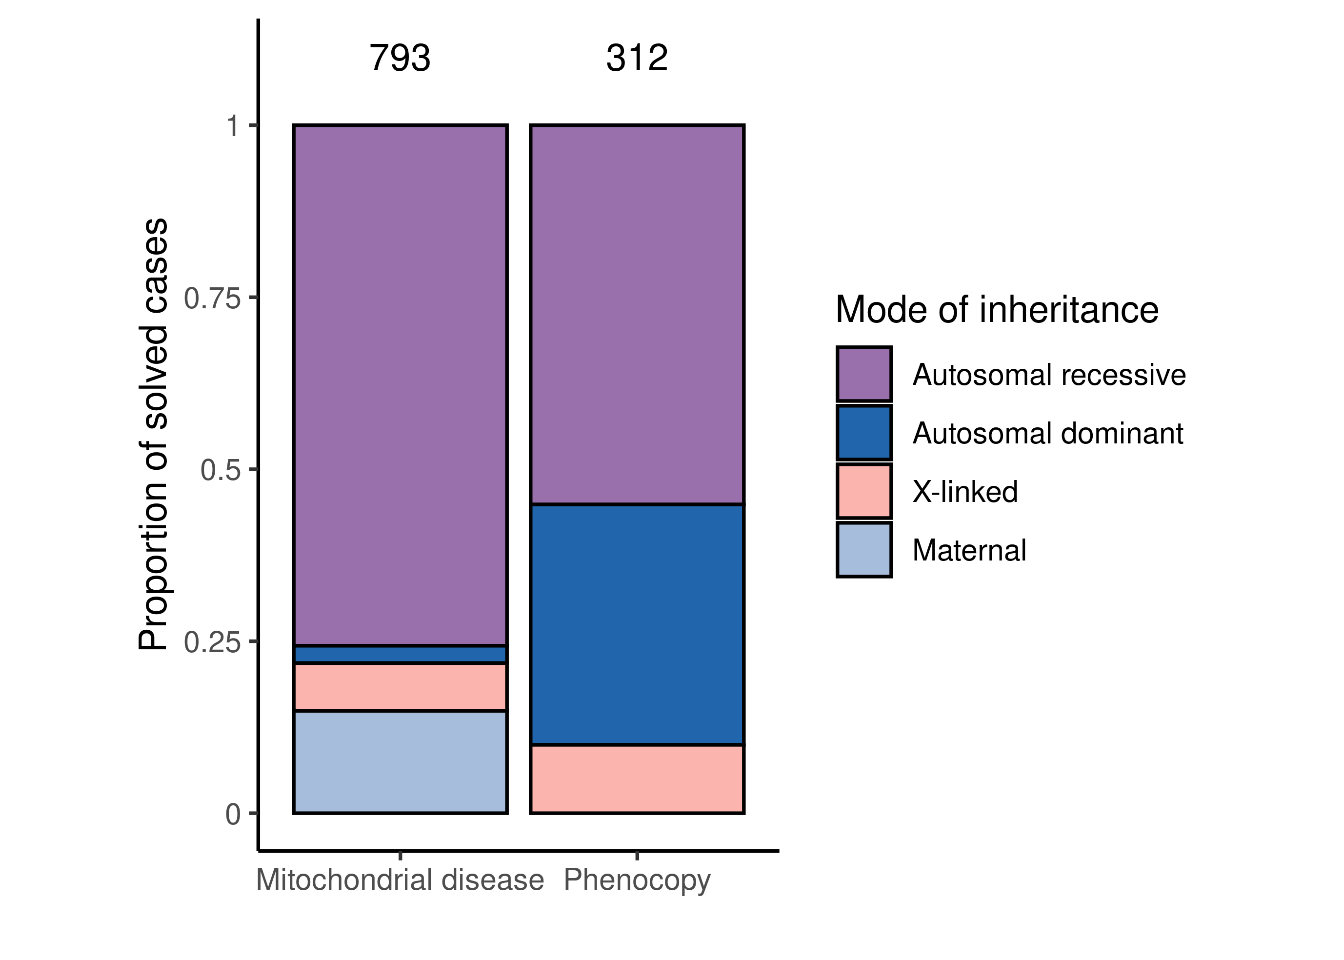 793
312
Proportion of solved cases
1
0.75
0.5
0.25
0
Mitochondrial disease
Phenocopy
Mode of inheritance
Autosomal recessive
Autosomal dominant
X-linked
Maternal